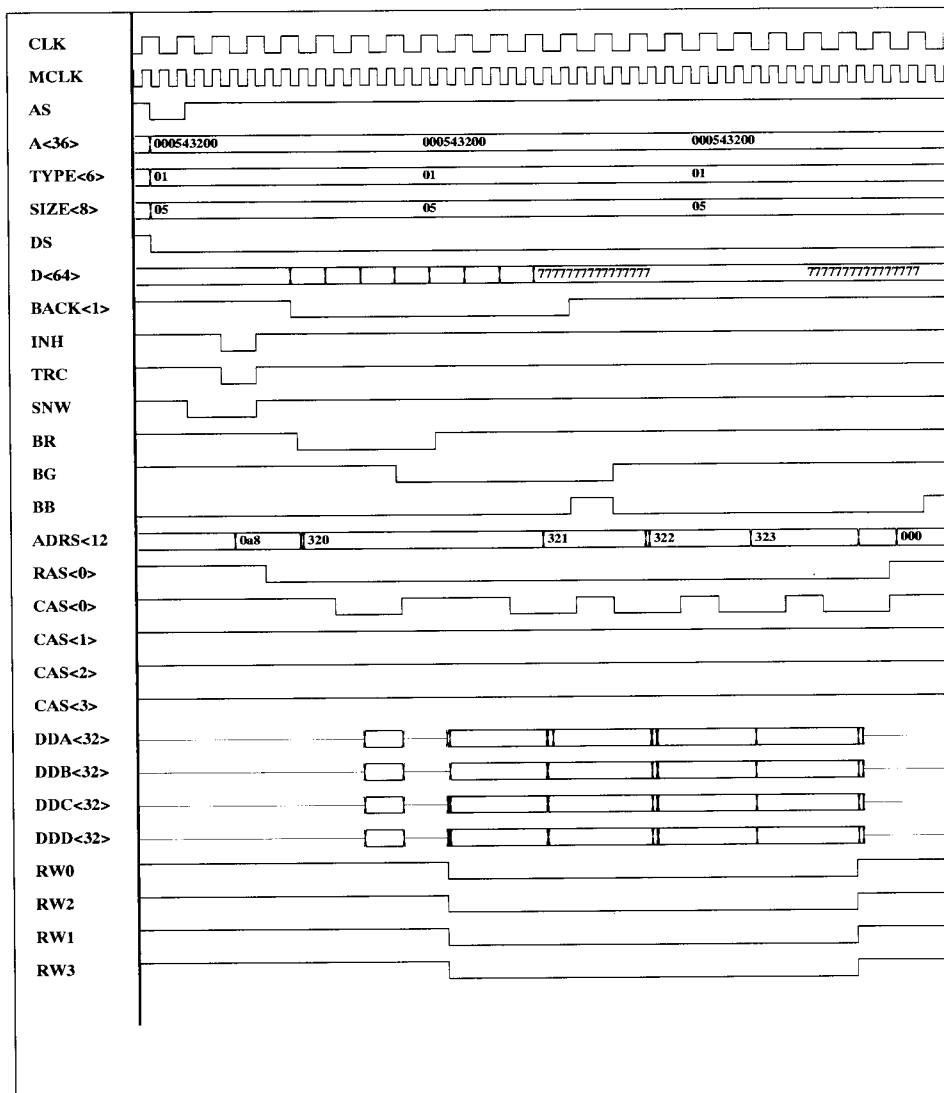 CLK
MCLK
AS
A<36> 000543200 000543200 000543200
TYPE<6> 01 01 01
SIZE<8> 05 05 05
DS
D<64> 7777777777777777 7777777777777777
BACK<1>
INH
TRC
SNW
BR
BG
BB
ADRS<12 0a8 320 321 322 323 000
RAS<0>
CAS<0>
CAS<1>
CAS<2>
CAS<3>
DDA<32>
DDB<32>
DDC<32>
DDD<32>
RW0
RW2
RW1
RW3